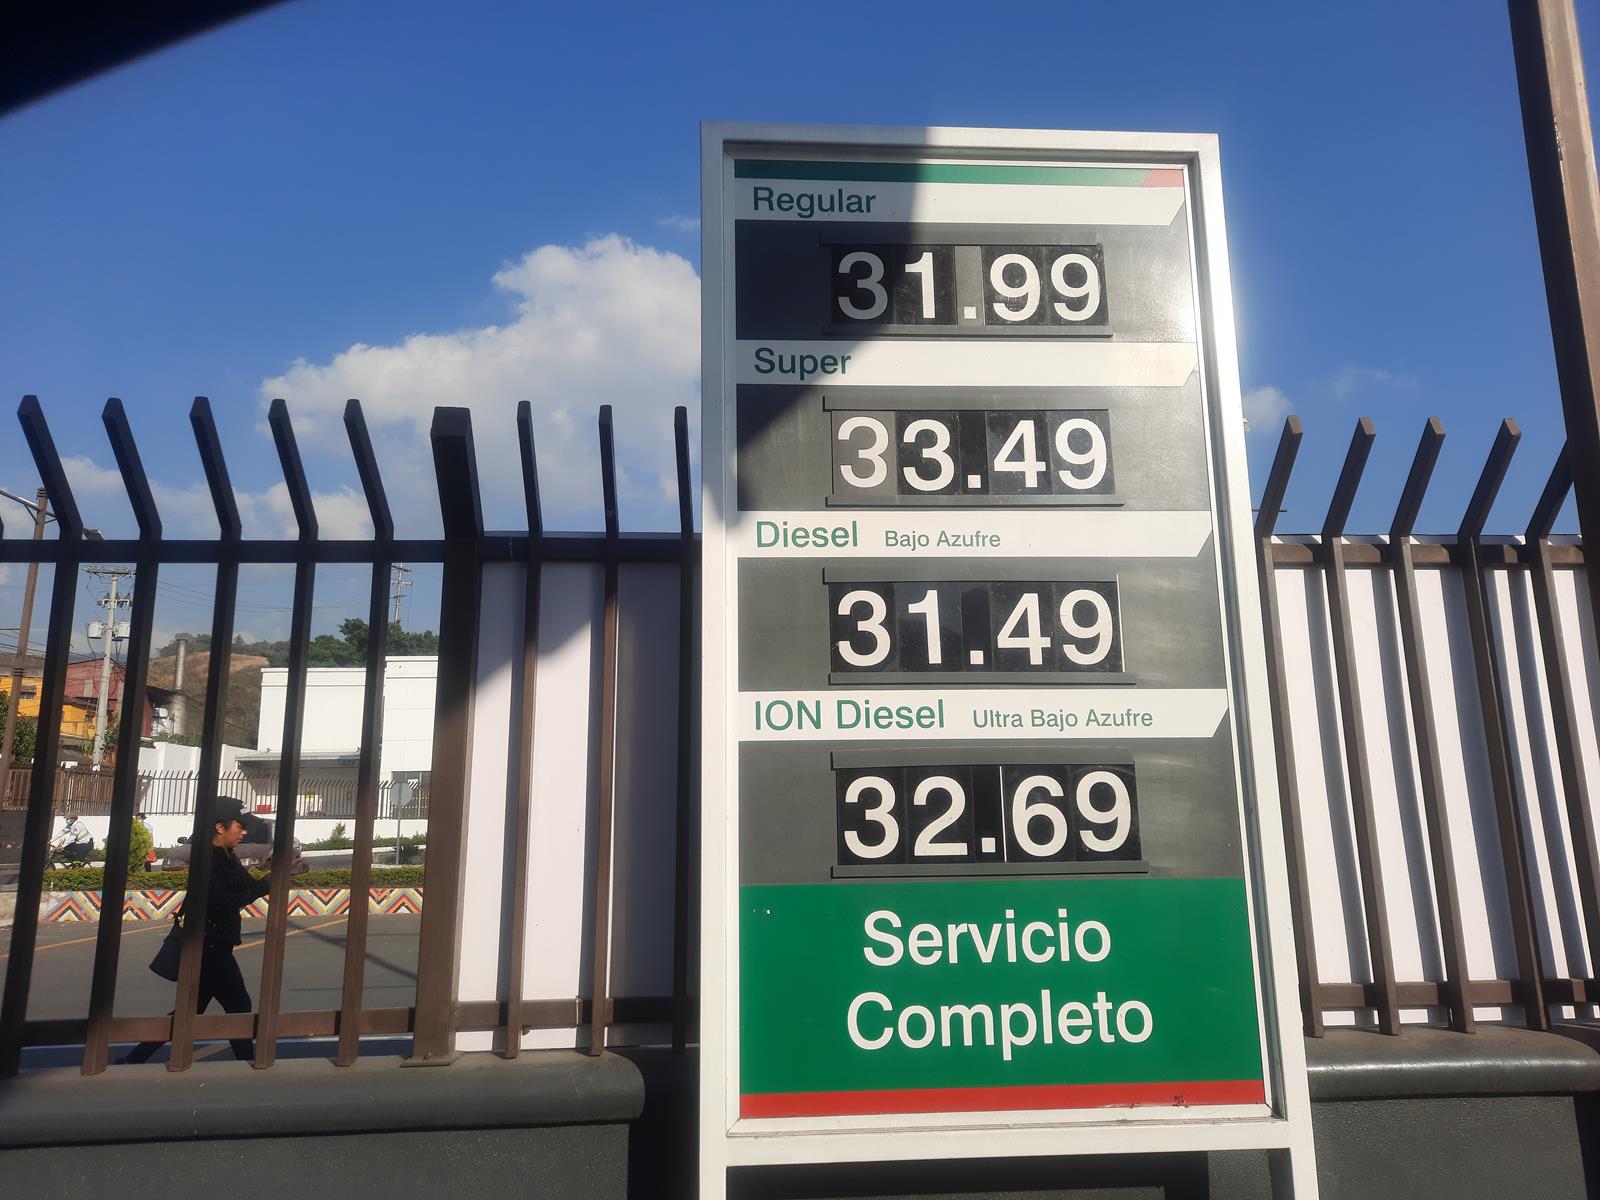 Regular
31.99
Super
33.49
Diesel Bajo Azufre
31.49
ION Diesel Ultra Bajo Azufre
32.69
Servicio
Completo